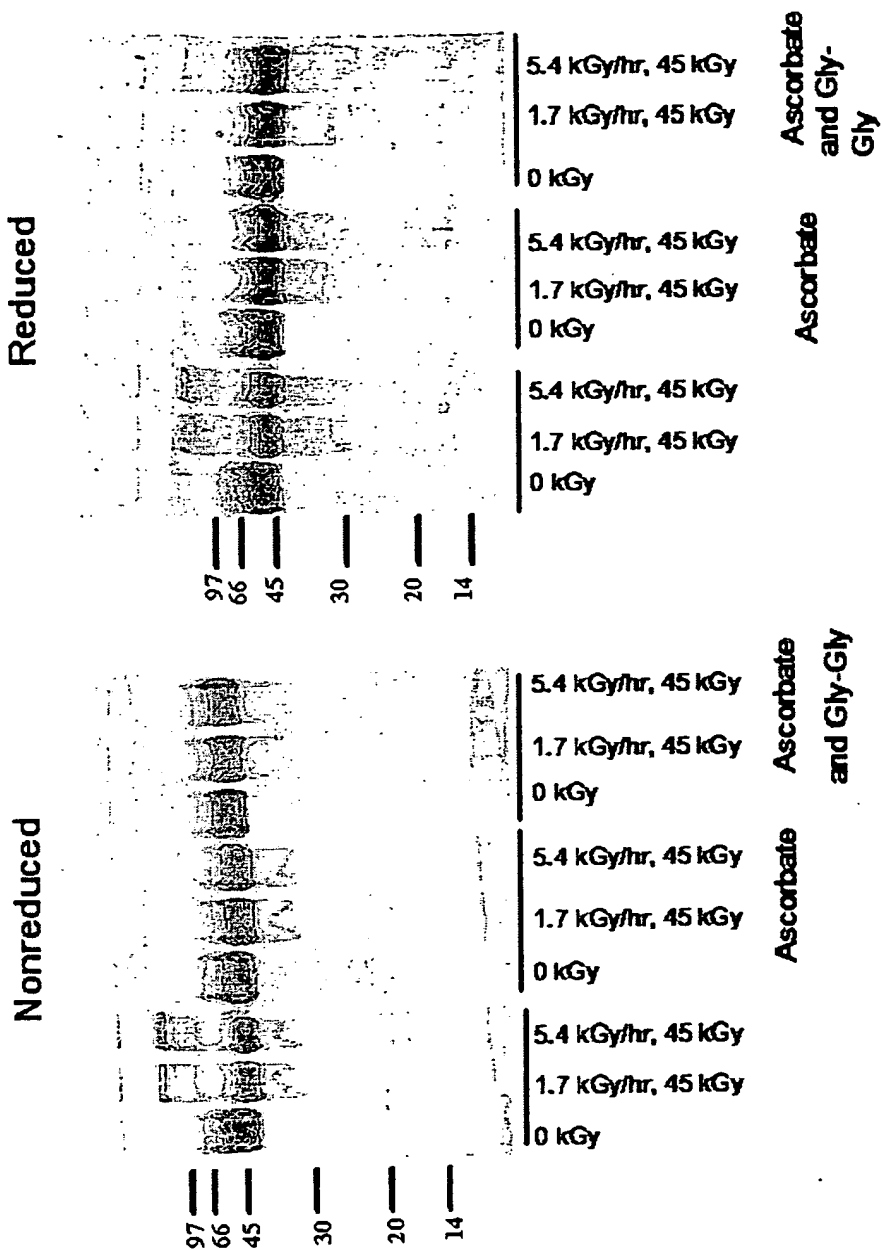 Nonreduced
97
66
45
30
20
14
0 kGy
1.7 kGy/hr, 45 kGy
5.4 kGy/hr, 45 kGy
0 kGy
1.7 kGy/hr, 45 kGy
5.4 kGy/hr, 45 kGy
0 kGy
1.7 kGy/hr, 45 kGy
5.4 kGy/hr, 45 kGy
Ascorbate
Ascorbate
and Gly-Gly
Reduced
97
66
45
30
20
14
0 kGy
1.7 kGy/hr, 45 kGy
5.4 kGy/hr, 45 kGy
0 kGy
1.7 kGy/hr, 45 kGy
5.4 kGy/hr, 45 kGy
0 kGy
1.7 kGy/hr, 45 kGy
5.4 kGy/hr, 45 kGy
Ascorbate
Ascorbate
and Gly-
Gly